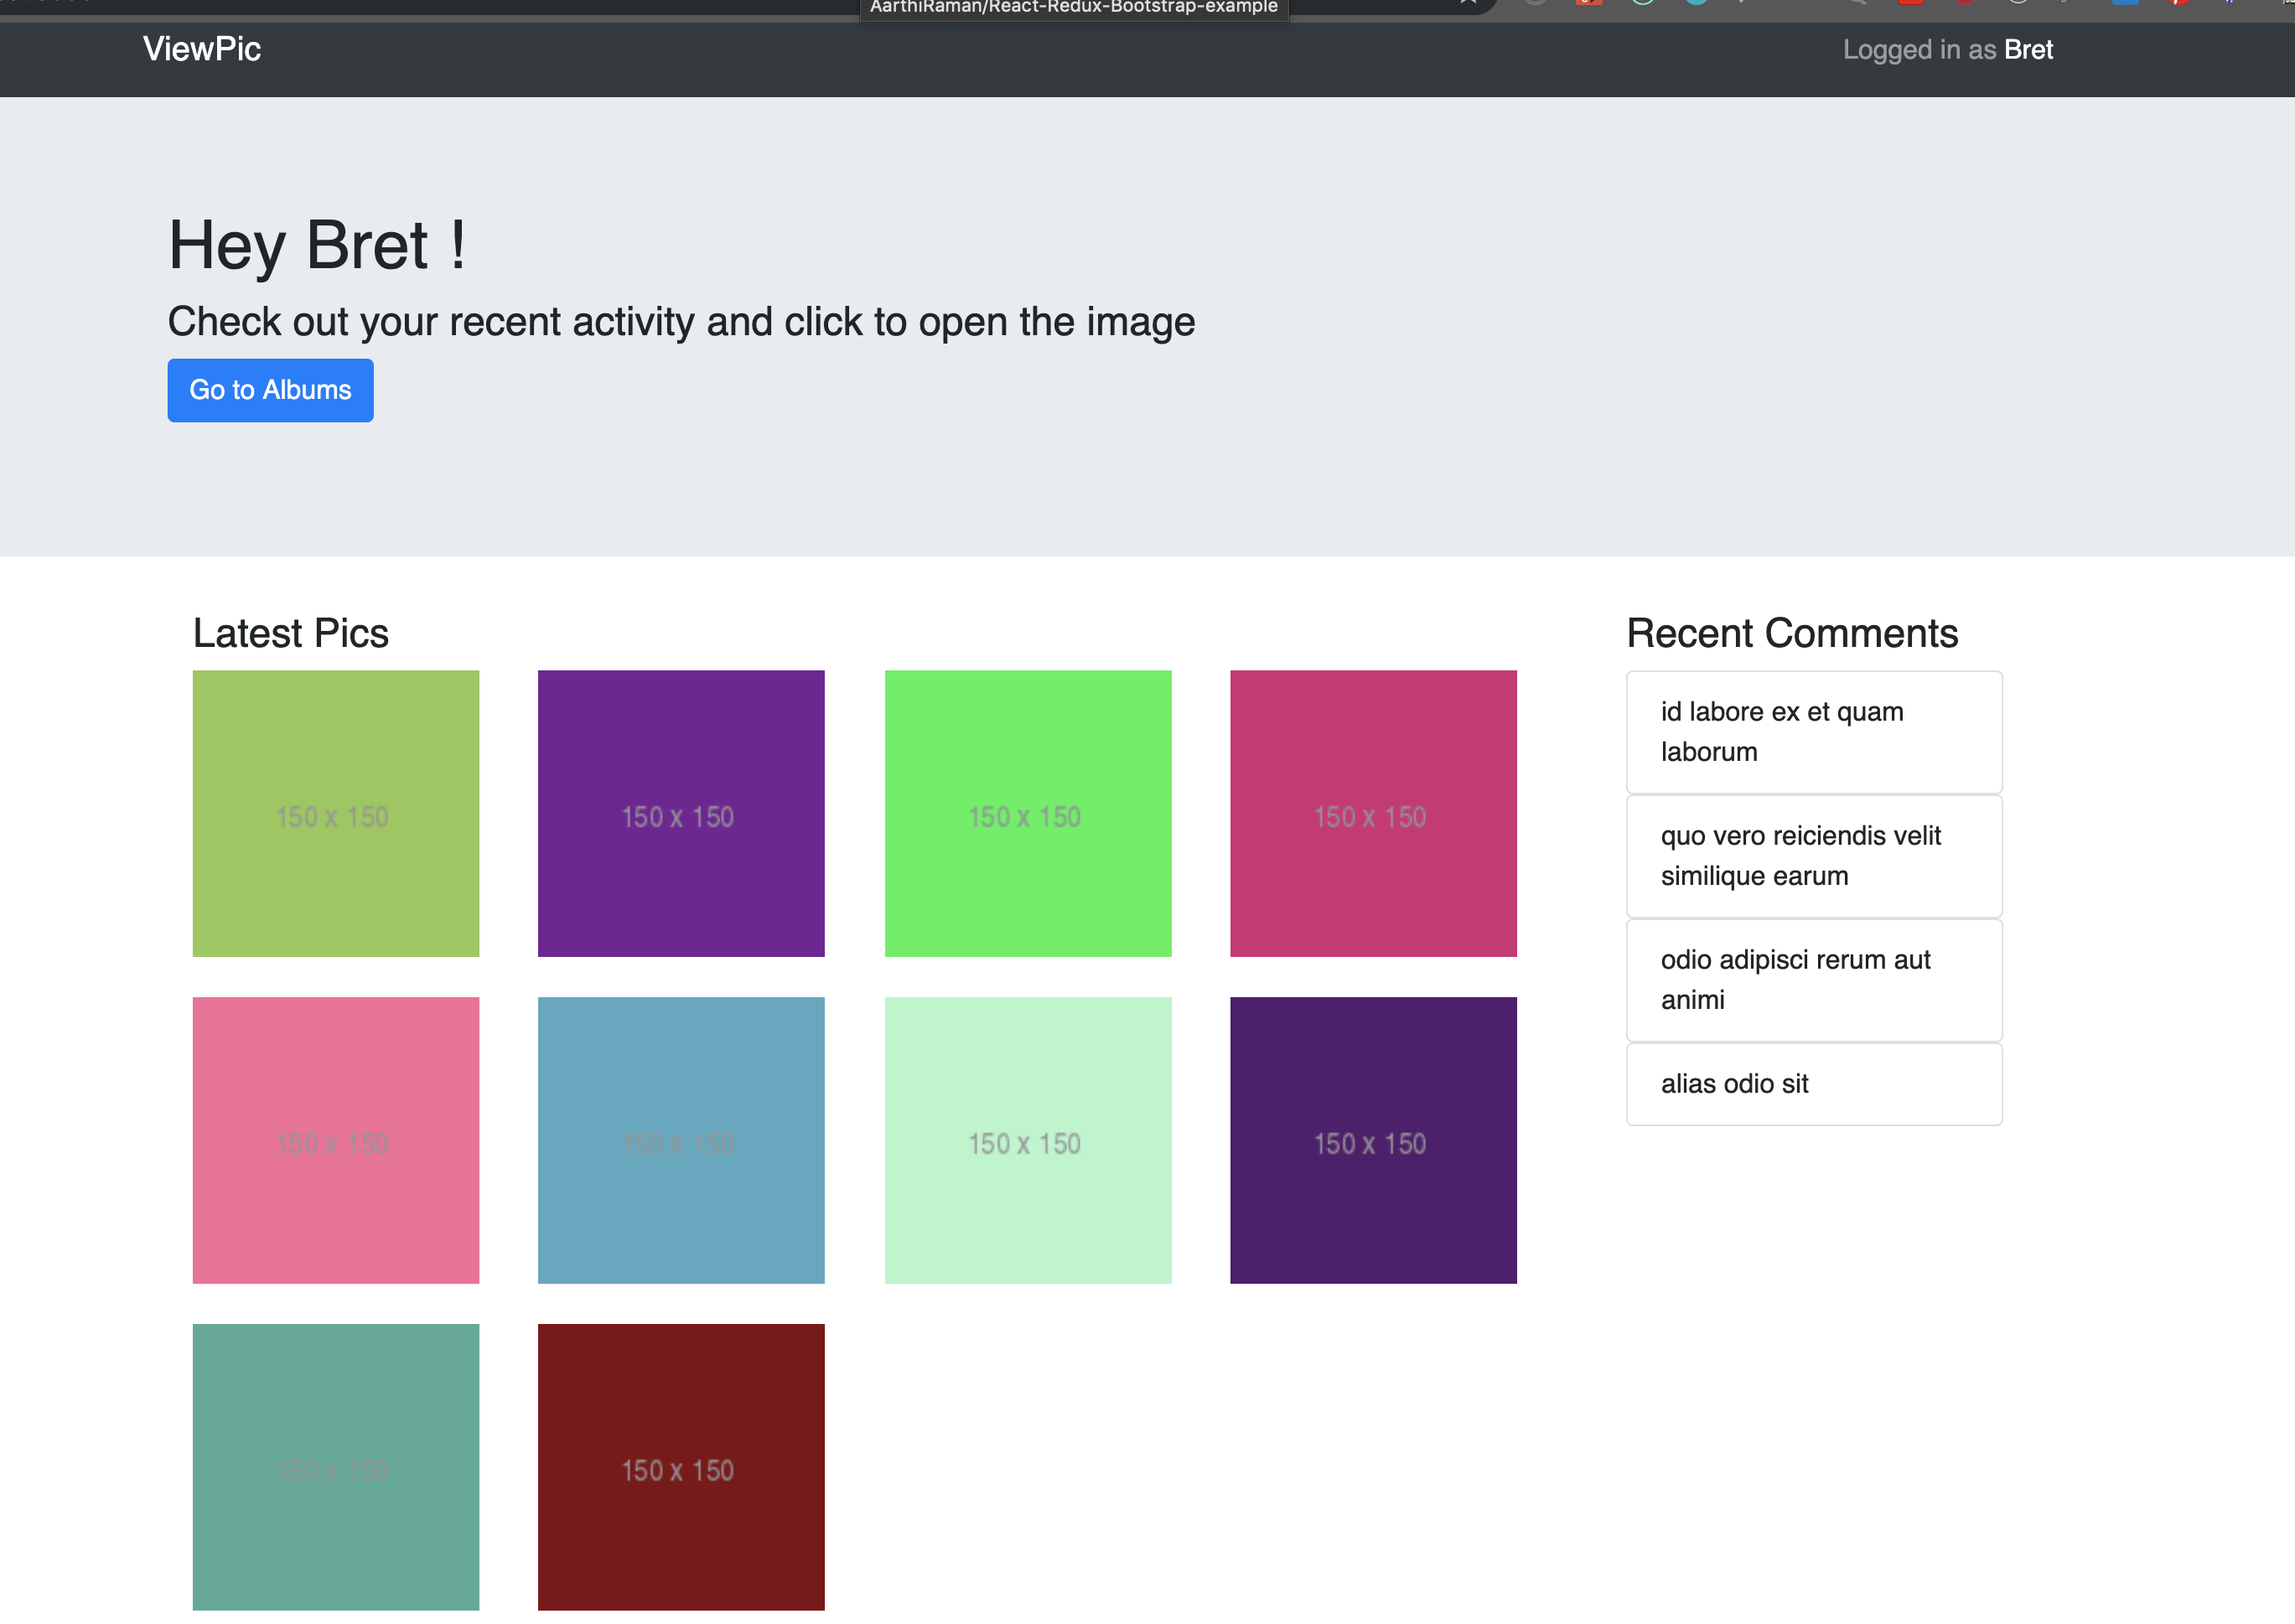 AarthiRaman/React-Redux-Bootstrap-example
ViewPic
Logged in as Bret
Hey Bret !
Check out your recent activity and click to open the image
Go to Albums
Latest Pics
150 x 150
150 x 150
150 x 150
150 x 150
150 x 150
150 x 150
150 x 150
150 x 150
150 x 150
150 x 150
Recent Comments
id labore ex et quam
laborum
quo vero reiciendis velit
similique earum
odio adipisci rerum aut
animi
alias odio sit